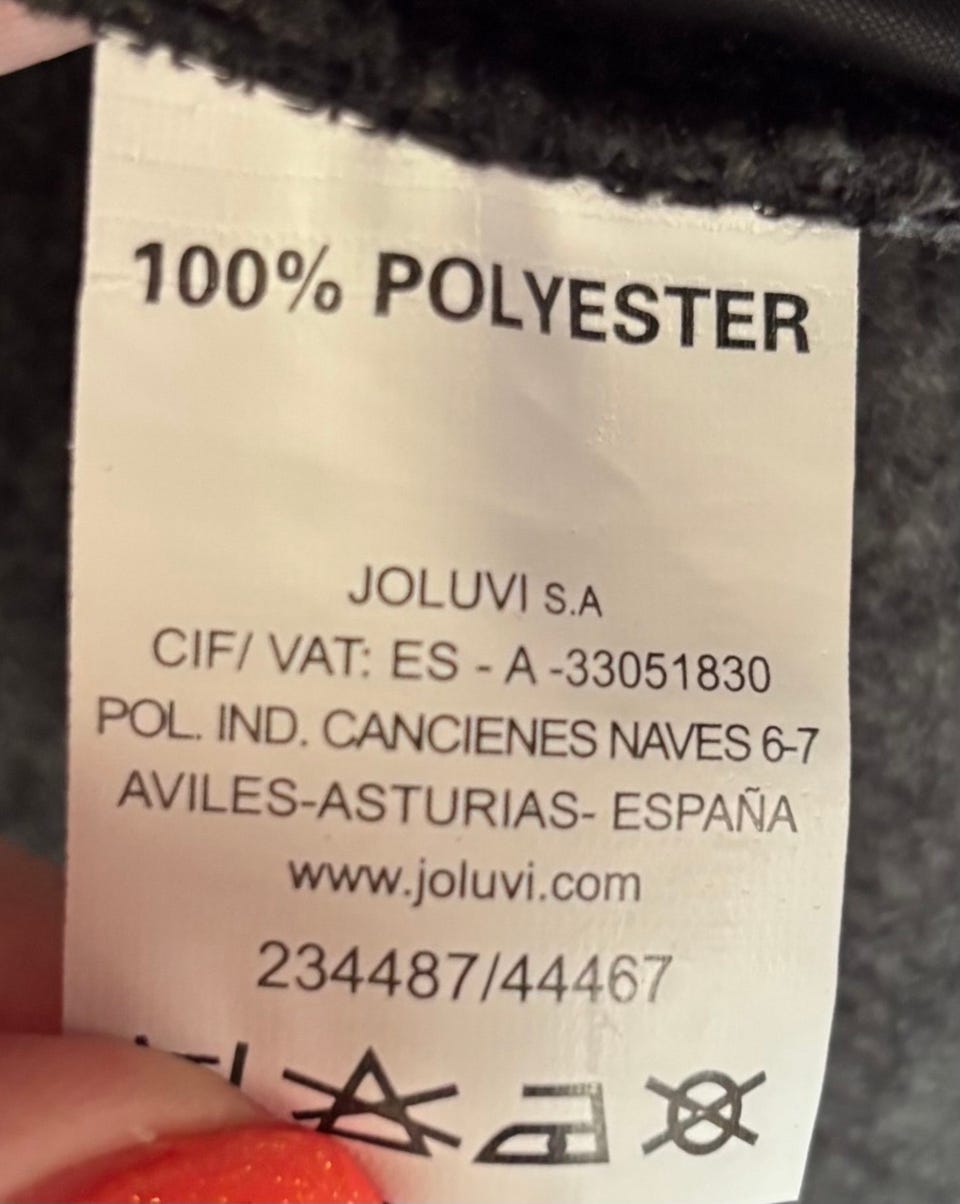 100% POLYESTER
JOLUVI S.A
CIF/ VAT: ES - A -33051830
POL. IND. CANCIENES NAVES 6-7
AVILES-ASTURIAS- ESPAÑA
www.joluvi.com
234487/44467